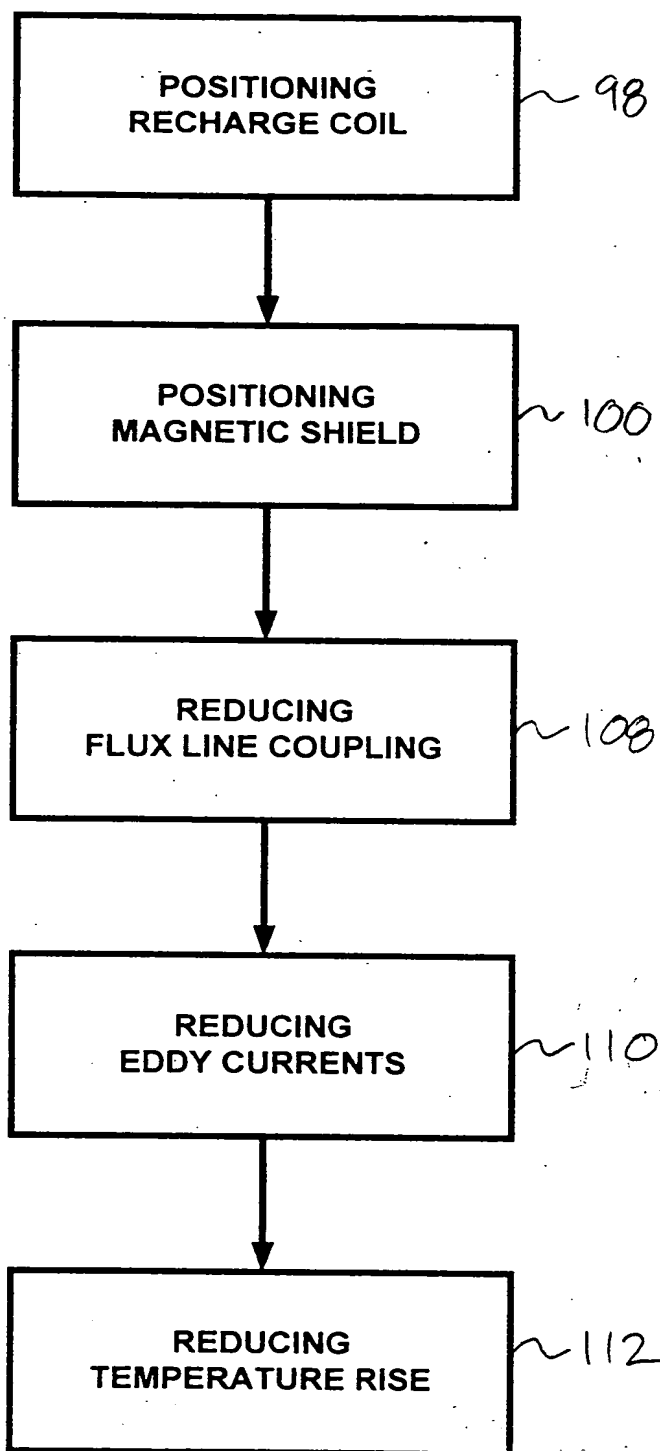 POSITIONING
RECHARGE COIL
98
POSITIONING
MAGNETIC SHIELD
100
REDUCING
FLUX LINE COUPLING
108
REDUCING
EDDY CURRENTS
110
REDUCING
TEMPERATURE RISE
112